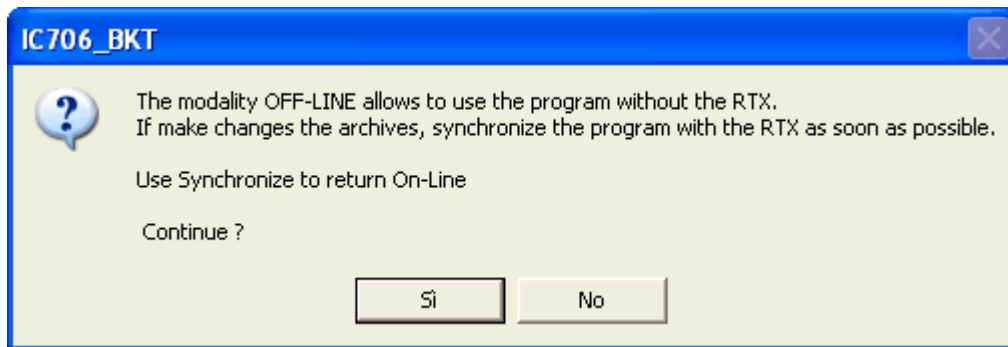 IC706_BKT
The modality OFF-LINE allows to use the program without the RTX.
If make changes the archives, synchronize the program with the RTX as soon as possible.
Use Synchronize to return On-Line
Continue ?
Sì
No